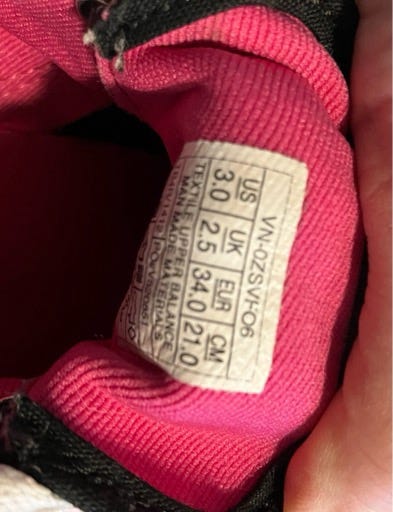 VN-0ZSVF06
US UK EUR CM
3.0 2.5 34.0 21.0
TEXTILE UPPER BALANCE
MAN MADE MATERIALS